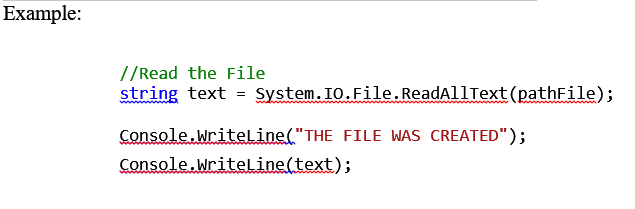 Example:
//Read the File
string text = System.IO.File.ReadAllText(pathFile);
Console.WriteLine("THE FILE WAS CREATED");
Console.WriteLine(text);